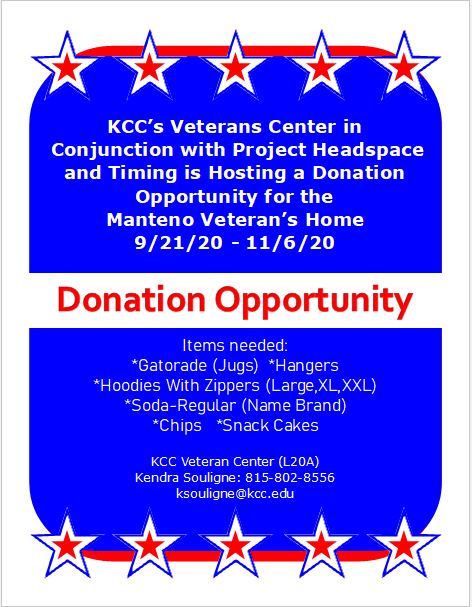 KCC’s Veterans Center in
Conjunction with Project Headspace
and Timing is Hosting a Donation
Opportunity for the
Manteno Veteran’s Home
9/21/20 - 11/6/20
Donation Opportunity
Items needed:
*Gatorade (Jugs)  *Hangers
*Hoodies With Zippers (Large,XL,XXL)
*Soda-Regular (Name Brand)
*Chips   *Snack Cakes
KCC Veteran Center (L20A)
Kendra Souligne: 815-802-8556
ksouligne@kcc.edu